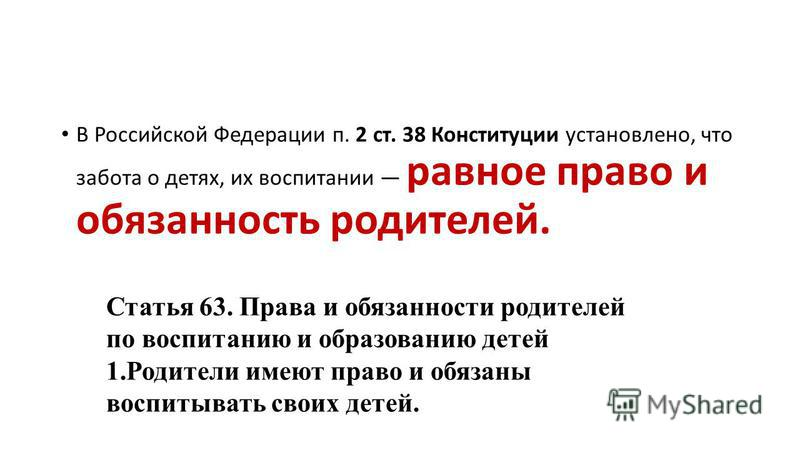 • В Российской Федерации п. 2 ст. 38 Конституции установлено, что
забота о детях, их воспитании — равное право и
обязанность родителей.
Статья 63. Права и обязанности родителей
по воспитанию и образованию детей
1.Родители имеют право и обязаны
воспитывать своих детей.
MyShared